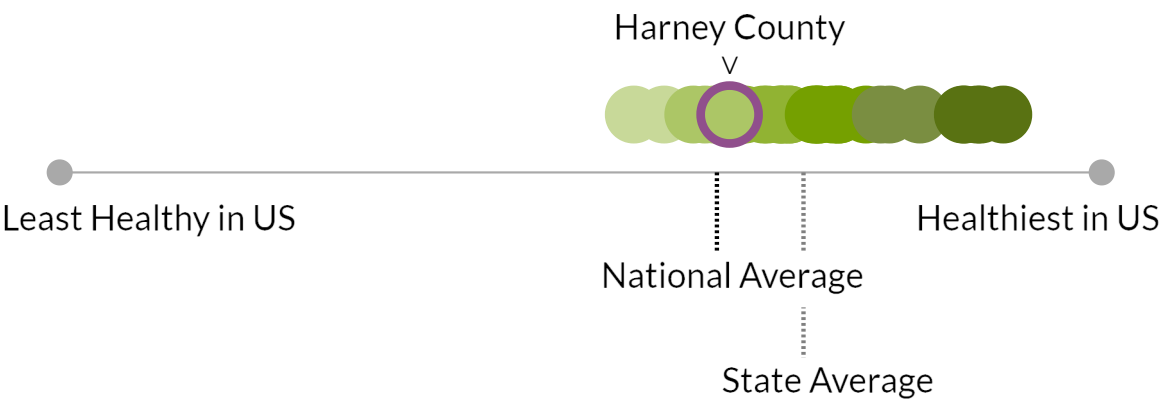 Harney County
Least Healthy in US
Healthiest in US
National Average
State Average